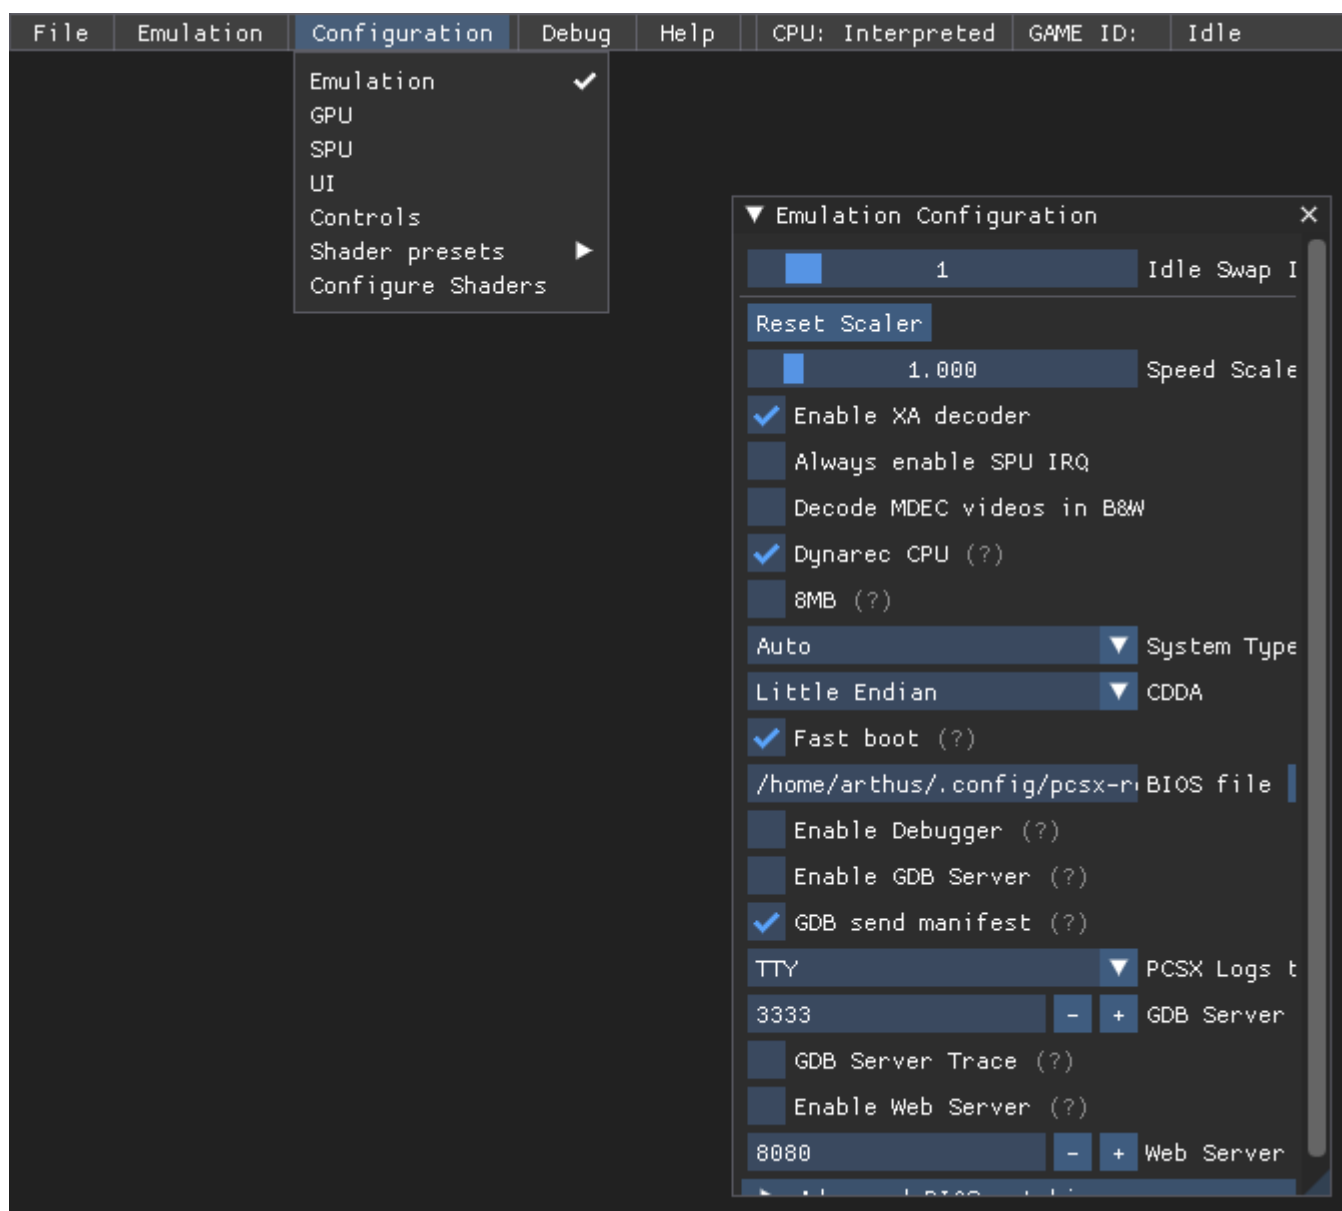 File Emulation Configuration Debug Help CPU: Interpreted GAME ID: Idle
Emulation
GPU
SPU
UI
Controls
Shader presets
Configure Shaders
Emulation Configuration
1 Idle Swap I
Reset Scaler
1.000 Speed Scale
Enable XA decoder
Always enable SPU IRQ
Decode MDEC videos in B&W
Dynarec CPU (?)
8MB (?)
Auto System Type
Little Endian CDDA
Fast boot (?)
/home/arthus/.config/pcsx-r BIOS file
Enable Debugger (?)
Enable GDB Server (?)
GDB send manifest (?)
TTY PCSX Logs t
3333 - + GDB Server
GDB Server Trace (?)
Enable Web Server (?)
8080 - + Web Server